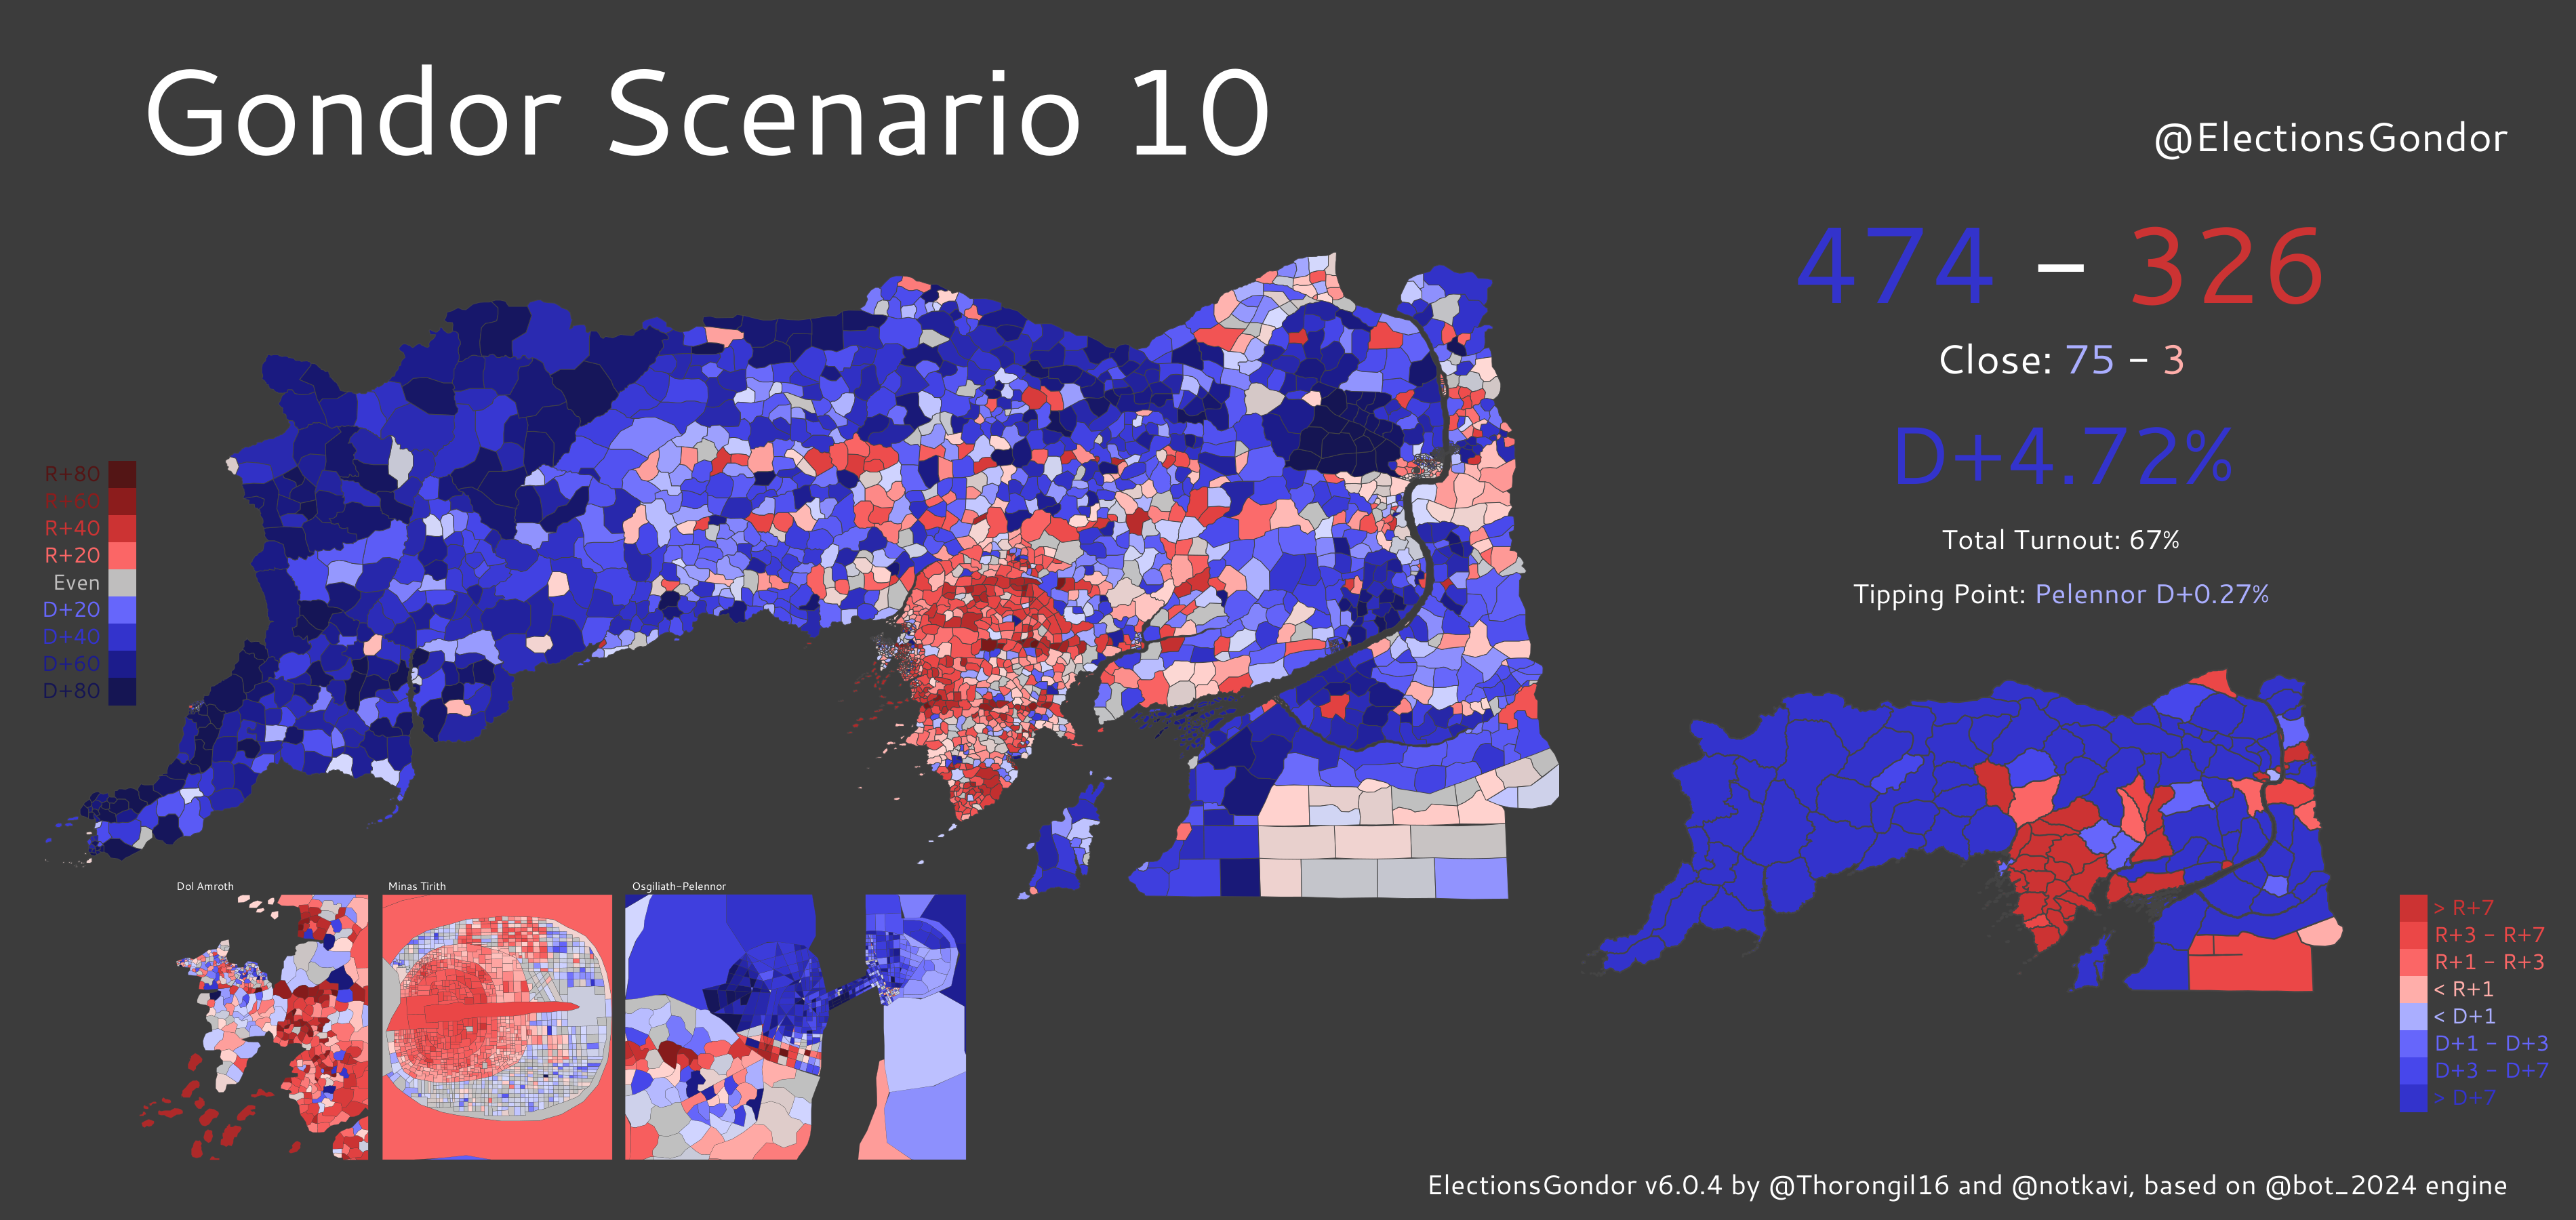 Gondor Scenario 10
@ElectionsGondor
474 – 326
Close: 75 – 3
D+4.72%
Total Turnout: 67%
Tipping Point: Pelennor D+0.27%
R+80
R+60
R+40
R+20
Even
D+20
D+40
D+60
D+80
Dol Amroth
Minas Tirith
Osgiliath-Pelennor
> R+7
R+3 – R+7
R+1 – R+3
< R+1
< D+1
D+1 – D+3
D+3 – D+7
> D+7
ElectionsGondor v6.0.4 by @Thorongil16 and @notkavi, based on @bot_2024 engine